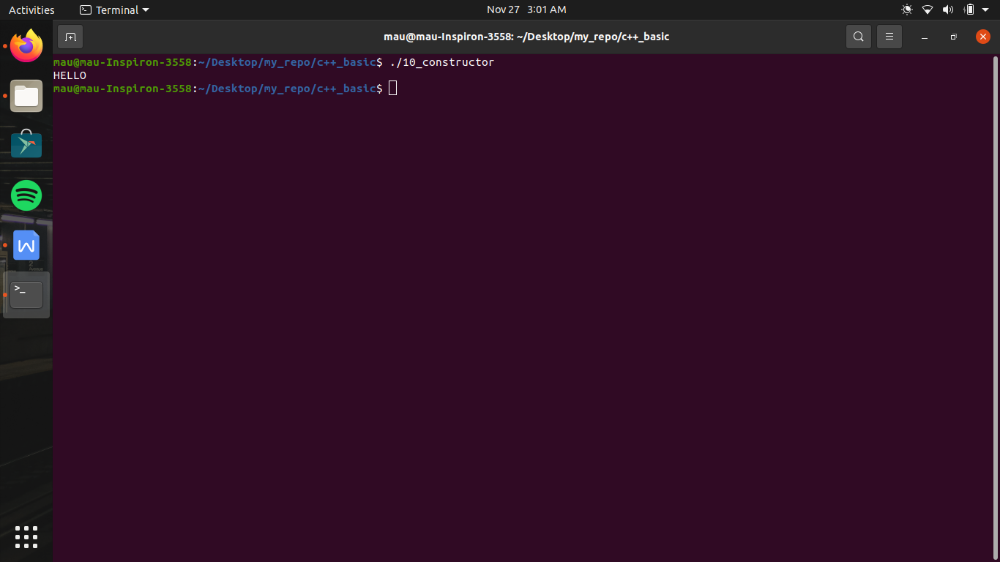 Activities
Terminal
Nov 27 3:01 AM
mau@mau-Inspiron-3558: ~/Desktop/my_repo/c++_basic
mau@mau-Inspiron-3558:~/Desktop/my_repo/c++_basic$ ./10_constructor
HELLO
mau@mau-Inspiron-3558:~/Desktop/my_repo/c++_basic$